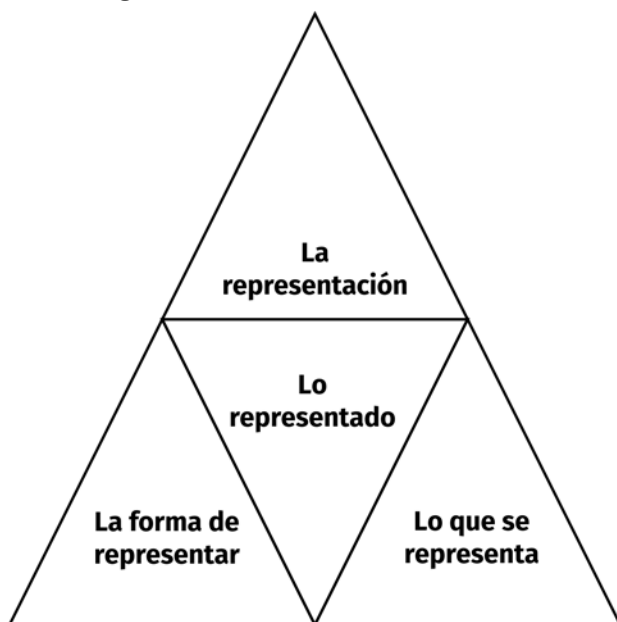 La
representación
Lo
representado
La forma de
representar
Lo que se
representa